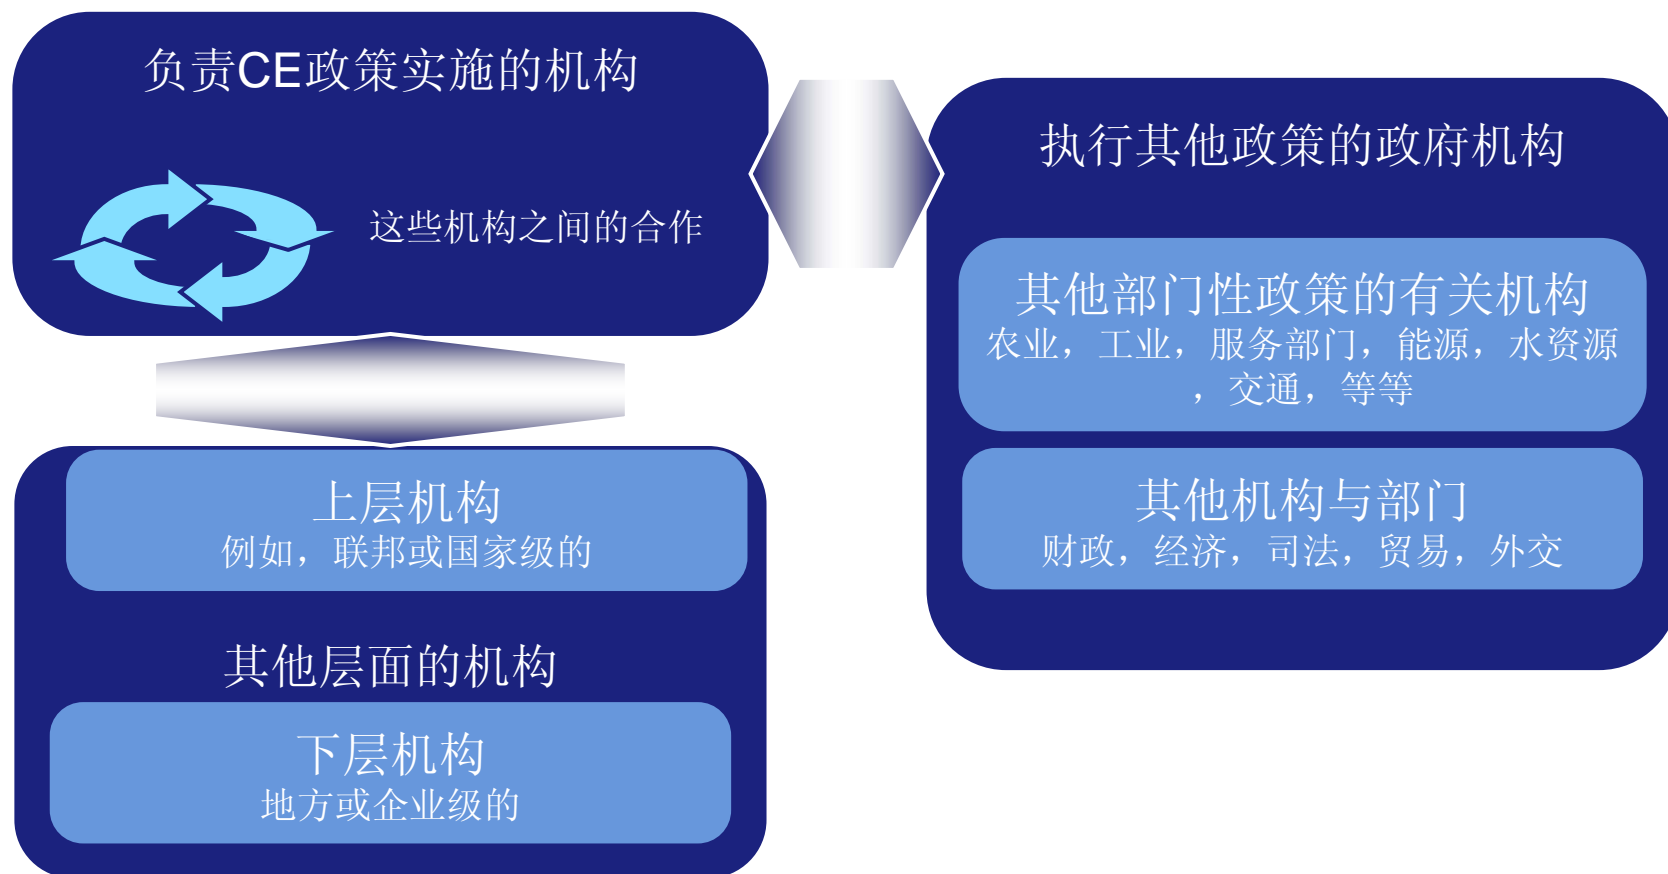 负责CE政策实施的机构
这些机构之间的合作
执行其他政策的政府机构
其他部门性政策的有关机构
农业，工业，服务部门，能源，水资源
，交通，等等
其他机构与部门
财政，经济，司法，贸易，外交
上层机构
例如，联邦或国家级的
其他层面的机构
下层机构
地方或企业级的